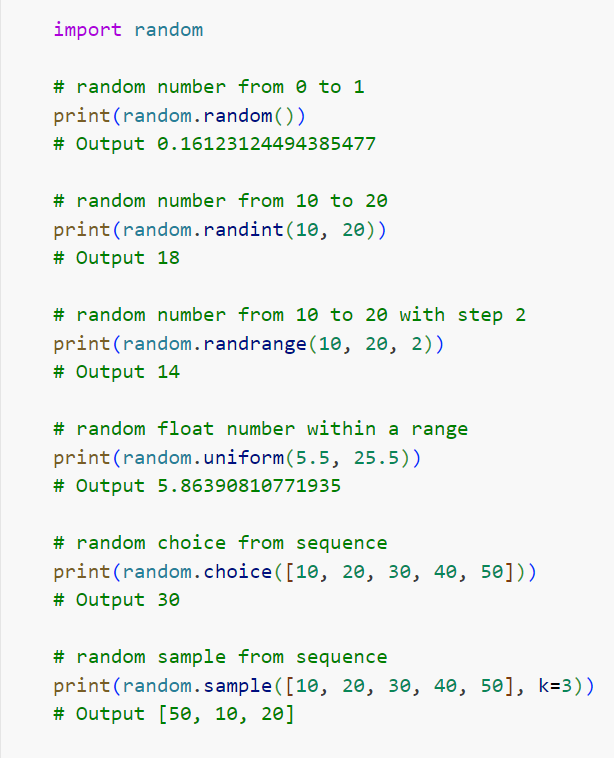 import random
# random number from 0 to 1
print(random.random())
# Output 0.16123124494385477
# random number from 10 to 20
print(random.randint(10, 20))
# Output 18
# random number from 10 to 20 with step 2
print(random.randrange(10, 20, 2))
# Output 14
# random float number within a range
print(random.uniform(5.5, 25.5))
# Output 5.86390810771935
# random choice from sequence
print(random.choice([10, 20, 30, 40, 50]))
# Output 30
# random sample from sequence
print(random.sample([10, 20, 30, 40, 50], k=3))
# Output [50, 10, 20]